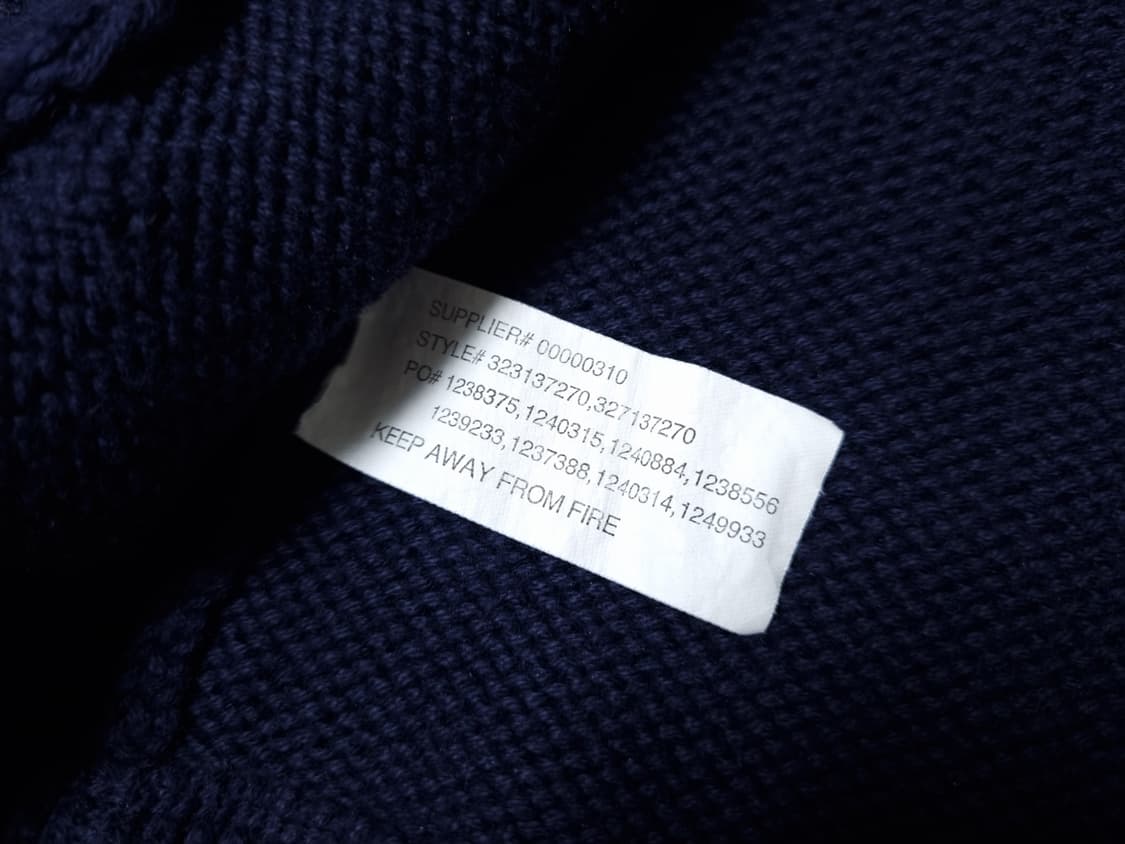 SUPPLIER# 00000310
STYLE# 323137270,327137270
PO# 1238375,1240315,1240884,1238556
1239233,1237388,1240314,1249933
KEEP AWAY FROM FIRE